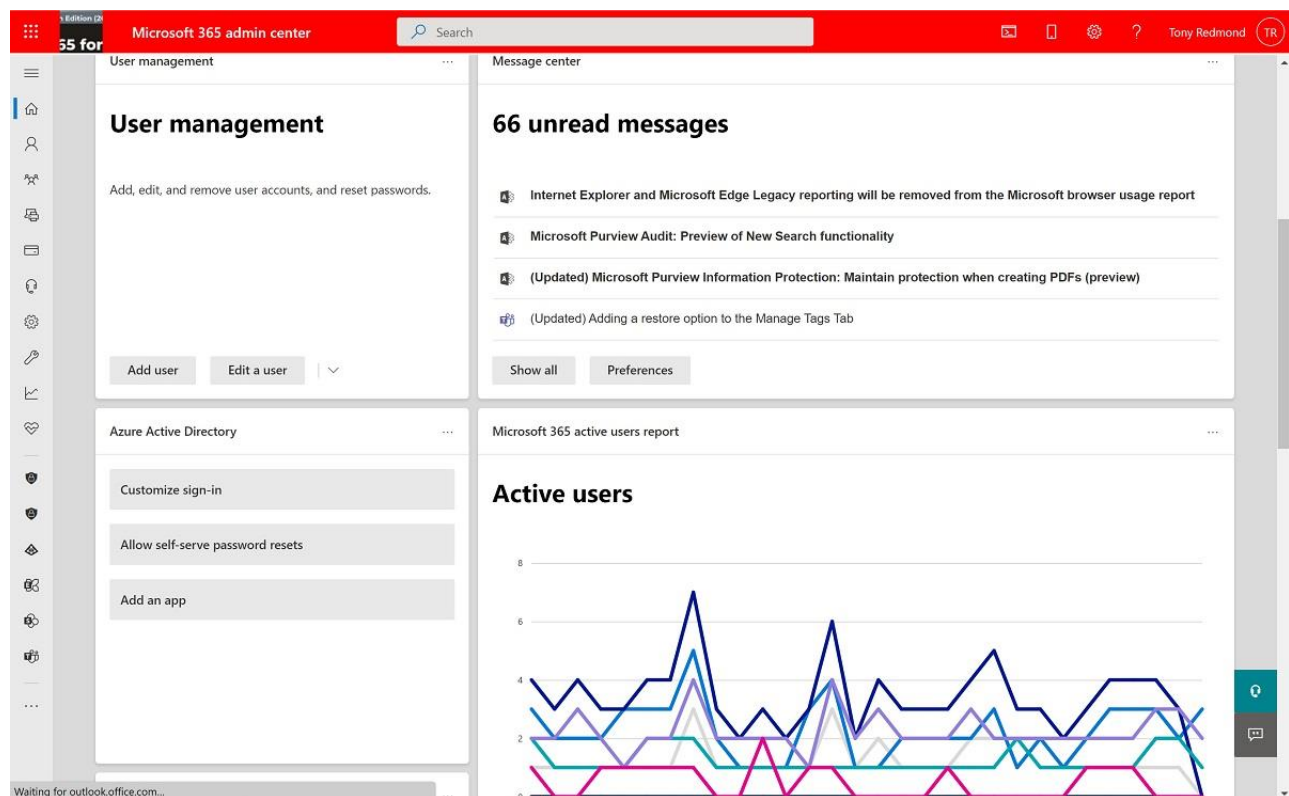 n Edition (20
65 for
Microsoft 365 admin center
Search
Tony Redmond
TR
User management
...
User management
Add, edit, and remove user accounts, and reset passwords.
Add user
Edit a user
Message center
...
66 unread messages
Internet Explorer and Microsoft Edge Legacy reporting will be removed from the Microsoft browser usage report
Microsoft Purview Audit: Preview of New Search functionality
(Updated) Microsoft Purview Information Protection: Maintain protection when creating PDFs (preview)
(Updated) Adding a restore option to the Manage Tags Tab
Show all
Preferences
Azure Active Directory
...
Customize sign-in
Allow self-serve password resets
Add an app
Microsoft 365 active users report
...
Active users
8
6
4
2
0
Waiting for outlook.office.com...